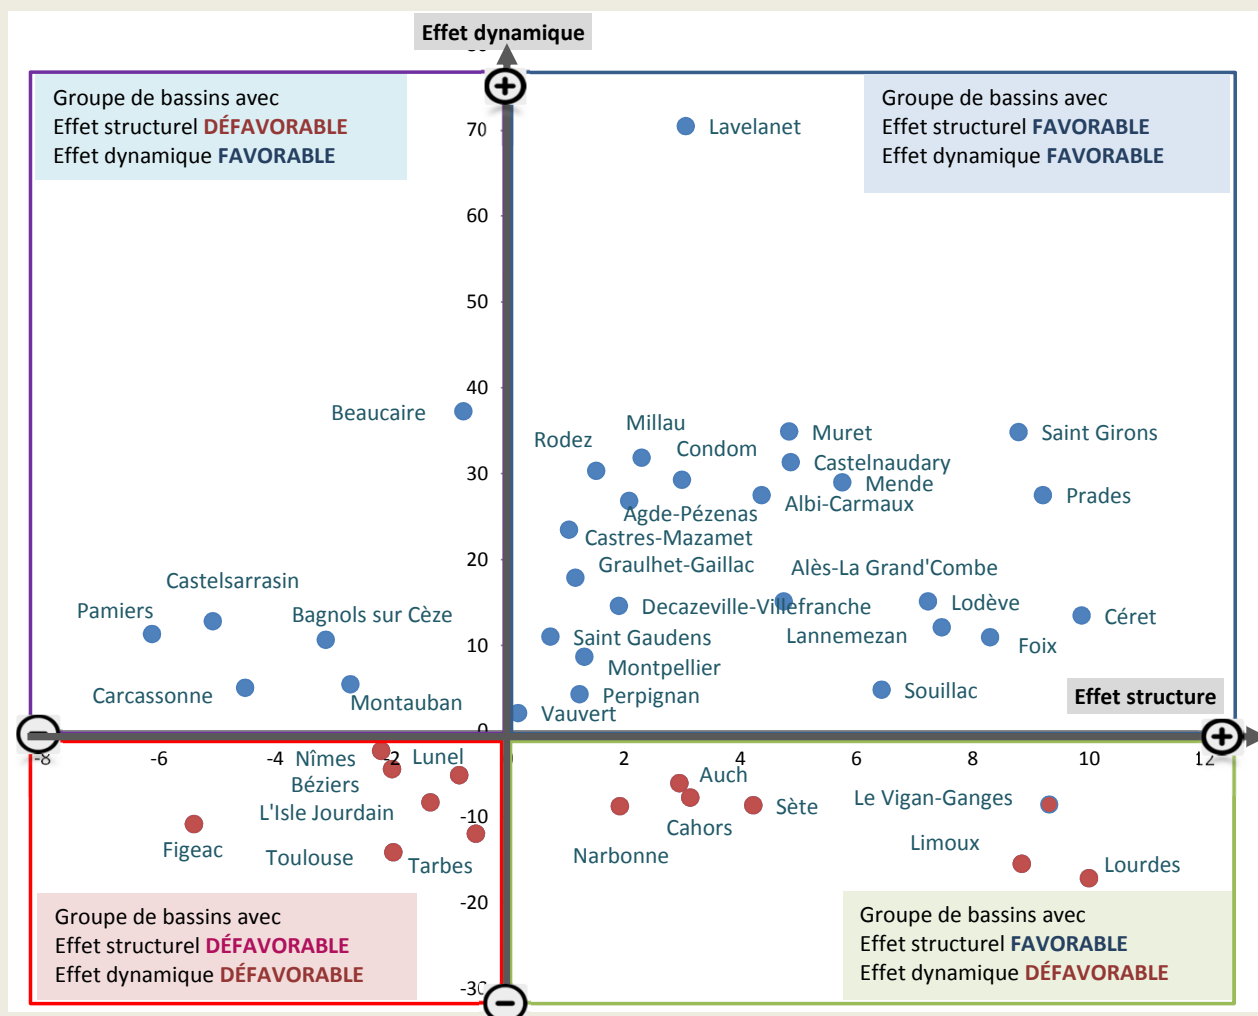 Effet dynamique
Groupe de bassins avec
Effet structurel DÉFAVORABLE
Effet dynamique FAVORABLE
Groupe de bassins avec
Effet structurel FAVORABLE
Effet dynamique FAVORABLE
70
Lavelanet
60
50
40
Beaucaire
Millau
Muret
Saint Girons
Rodez
Condom
Castelnaudary
30
Mende
Prades
Agde-Pézenas
Albi-Carmaux
Castres-Mazamet
20
Graulhet-Gaillac
Alès-La Grand'Combe
Castelsarrasin
Pamiers
Bagnols sur Cèze
Decazeville-Villefranche
Lodève
Céret
10
Saint Gaudens
Lannemezan
Foix
Montpellier
Carcassonne
Montauban
Perpignan
Souillac
Effet structure
Vauvert
0
-8
-6
-4
-2
0
2
4
6
8
10
12
Nîmes
Lunel
Béziers
Auch
L'Isle Jourdain
Cahors
Sète
Le Vigan-Ganges
-10
Figeac
Toulouse
Tarbes
Narbonne
Limoux
Lourdes
-20
Groupe de bassins avec
Effet structurel DÉFAVORABLE
Effet dynamique DÉFAVORABLE
Groupe de bassins avec
Effet structurel FAVORABLE
Effet dynamique DÉFAVORABLE
-30